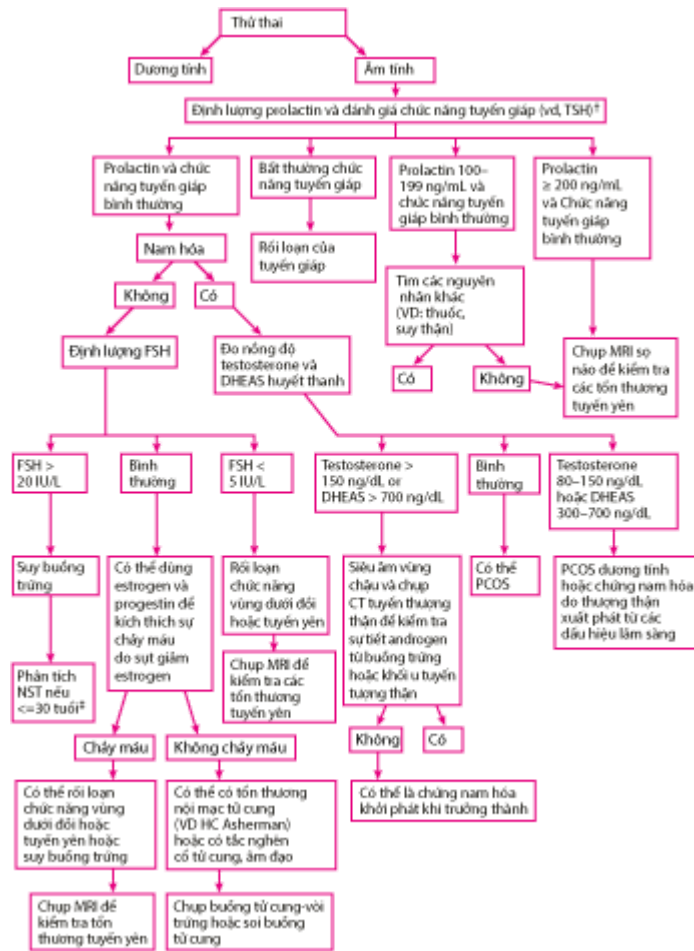 Thử thai
Dương tính
Âm tính
Định lượng prolactin và đánh giá chức năng tuyến giáp (vd, TSH)†
Prolactin và chức
năng tuyến giáp
bình thường
Bất thường chức
năng tuyến giáp
Prolactin 100–
199 ng/mL và
chức năng tuyến
giáp bình thường
Prolactin
≥ 200 ng/mL
và Chức năng
tuyến giáp
bình thường
Nam hóa
Rối loạn của
tuyến giáp
Không
Có
Tìm các nguyên
nhân khác
(VD: thuốc,
suy thận)
Định lượng FSH
Đo nồng độ
testosterone và
DHEAS huyết thanh
Có
Không
Chụp MRI sọ
não để kiểm tra
các tổn thương
tuyến yên
FSH >
20 IU/L
Bình
thường
FSH <
5 IU/L
Testosterone >
150 ng/dL or
DHEAS > 700 ng/dL
Bình
thường
Testosterone
80–150 ng/dL
hoặc DHEAS
300–700 ng/dL
Suy buồng
trứng
Có thể dùng
estrogen và
progestin để
kích thích sự
chảy máu
do sụt giảm
estrogen
Rối loạn
chức năng
vùng dưới đồi
hoặc tuyến yên
Siêu âm vùng
chậu và chụp
CT tuyến thượng
thận để kiểm tra
sự tiết androgen
từ buồng trứng
hoặc khối u tuyến
tượng thận
Có thể
PCOS
PCOS dương tính
hoặc chứng nam hóa
do thượng thận
xuất phát từ các
dấu hiệu lâm sàng
Phân tích
NST nếu
<=30 tuổi‡
Chụp MRI để
kiểm tra các
tổn thương
tuyến yên
Chảy máu
Không chảy máu
Không
Có
Có thể rối loạn
chức năng vùng
dưới đồi hoặc
tuyến yên hoặc
suy buồng trứng
Có thể có tổn thương
nội mạc tử cung
(VD HC Asherman)
hoặc có tắc nghẽn
cổ tử cung, âm đạo
Có thể là chứng nam hóa
khởi phát khi trưởng thành
Chụp MRI để
kiểm tra tổn
thương tuyến yên
Chụp buồng tử cung-vòi
trứng hoặc soi buồng
tử cung